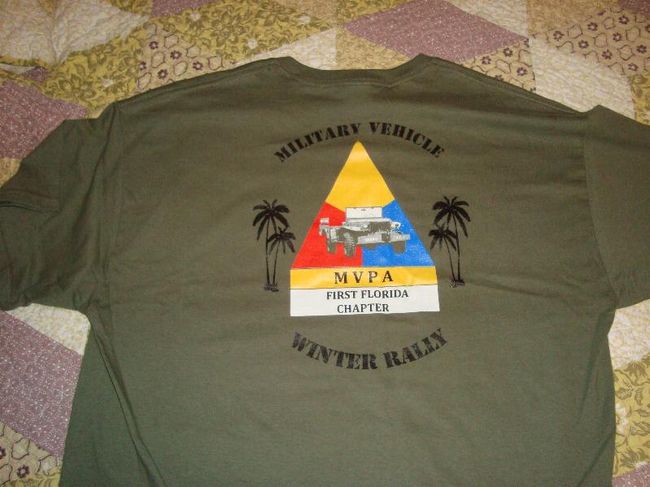 MILITARY VEHICLE
MVPA
FIRST FLORIDA
CHAPTER
WINTER RALLY